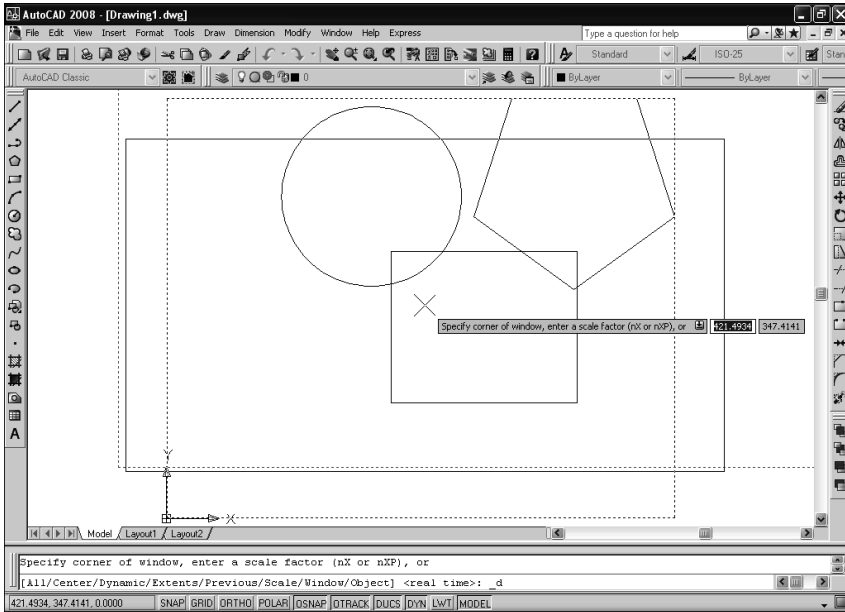 AutoCAD 2008 - [Drawing1.dwg]
File Edit View Insert Format Tools Draw Dimension Modify Window Help Express
Type a question for help
Standard
ISO-25
Stan
AutoCAD Classic
0
ByLayer
ByLayer
A
Specify corner of window, enter a scale factor (nX or nXP), or 421.4934 347.4141
Y
X
Model Layout1 Layout2
Specify corner of window, enter a scale factor (nX or nXP), or
[All/Center/Dynamic/Extents/Previous/Scale/Window/Object] <real time>: _d
421.4934, 347.4141, 0.0000 SNAP GRID ORTHO POLAR OSNAP OTRACK DUCS DYN LWT MODEL